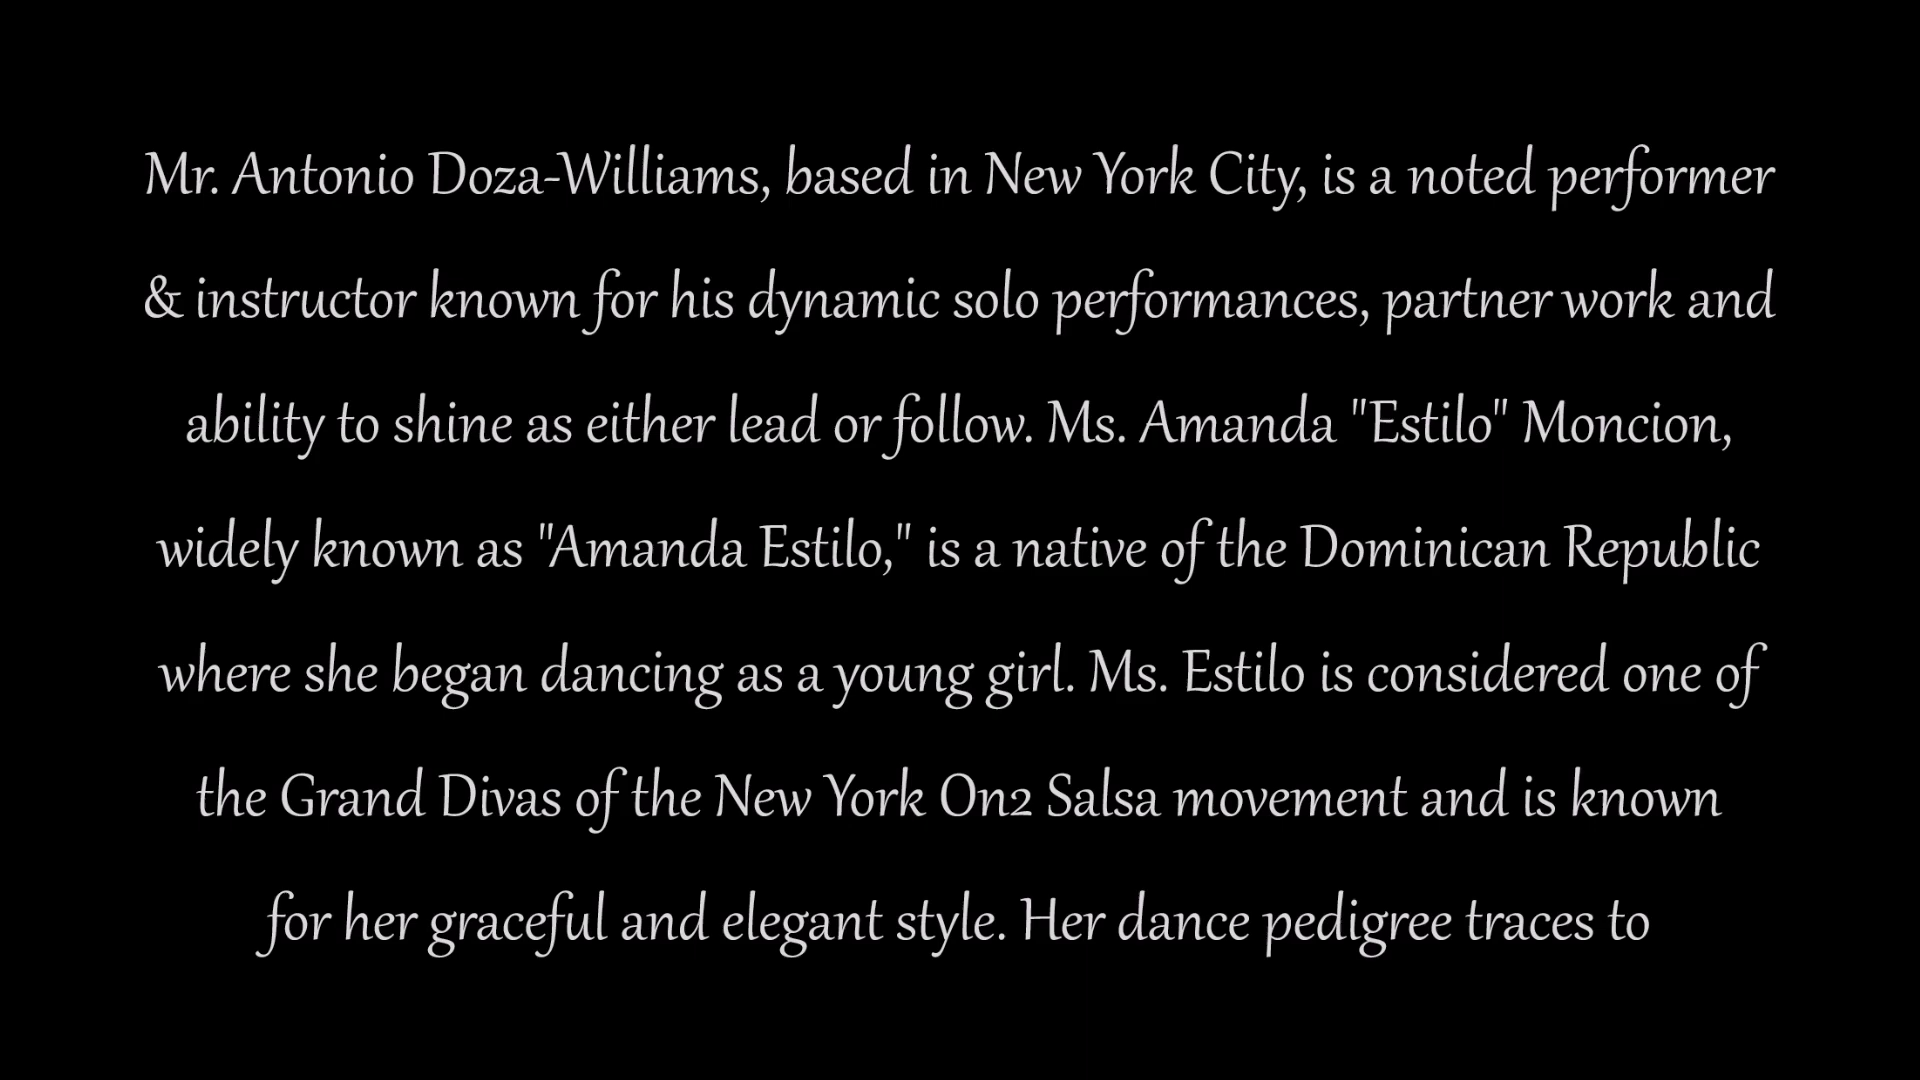 Mr. Antonio Doza-Williams, based in New York City, is a noted performer
& instructor known for his dynamic solo performances, partner work and
ability to shine as either lead or follow. Ms. Amanda "Estilo" Moncion,
widely known as "Amanda Estilo," is a native of the Dominican Republic
where she began dancing as a young girl. Ms. Estilo is considered one of
the Grand Divas of the New York On2 Salsa movement and is known
for her graceful and elegant style. Her dance pedigree traces to